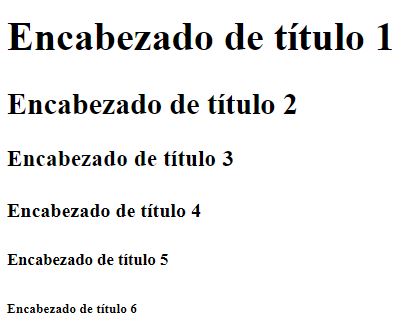 Encabezado de título 1
Encabezado de título 2
Encabezado de título 3
Encabezado de título 4
Encabezado de título 5
Encabezado de título 6